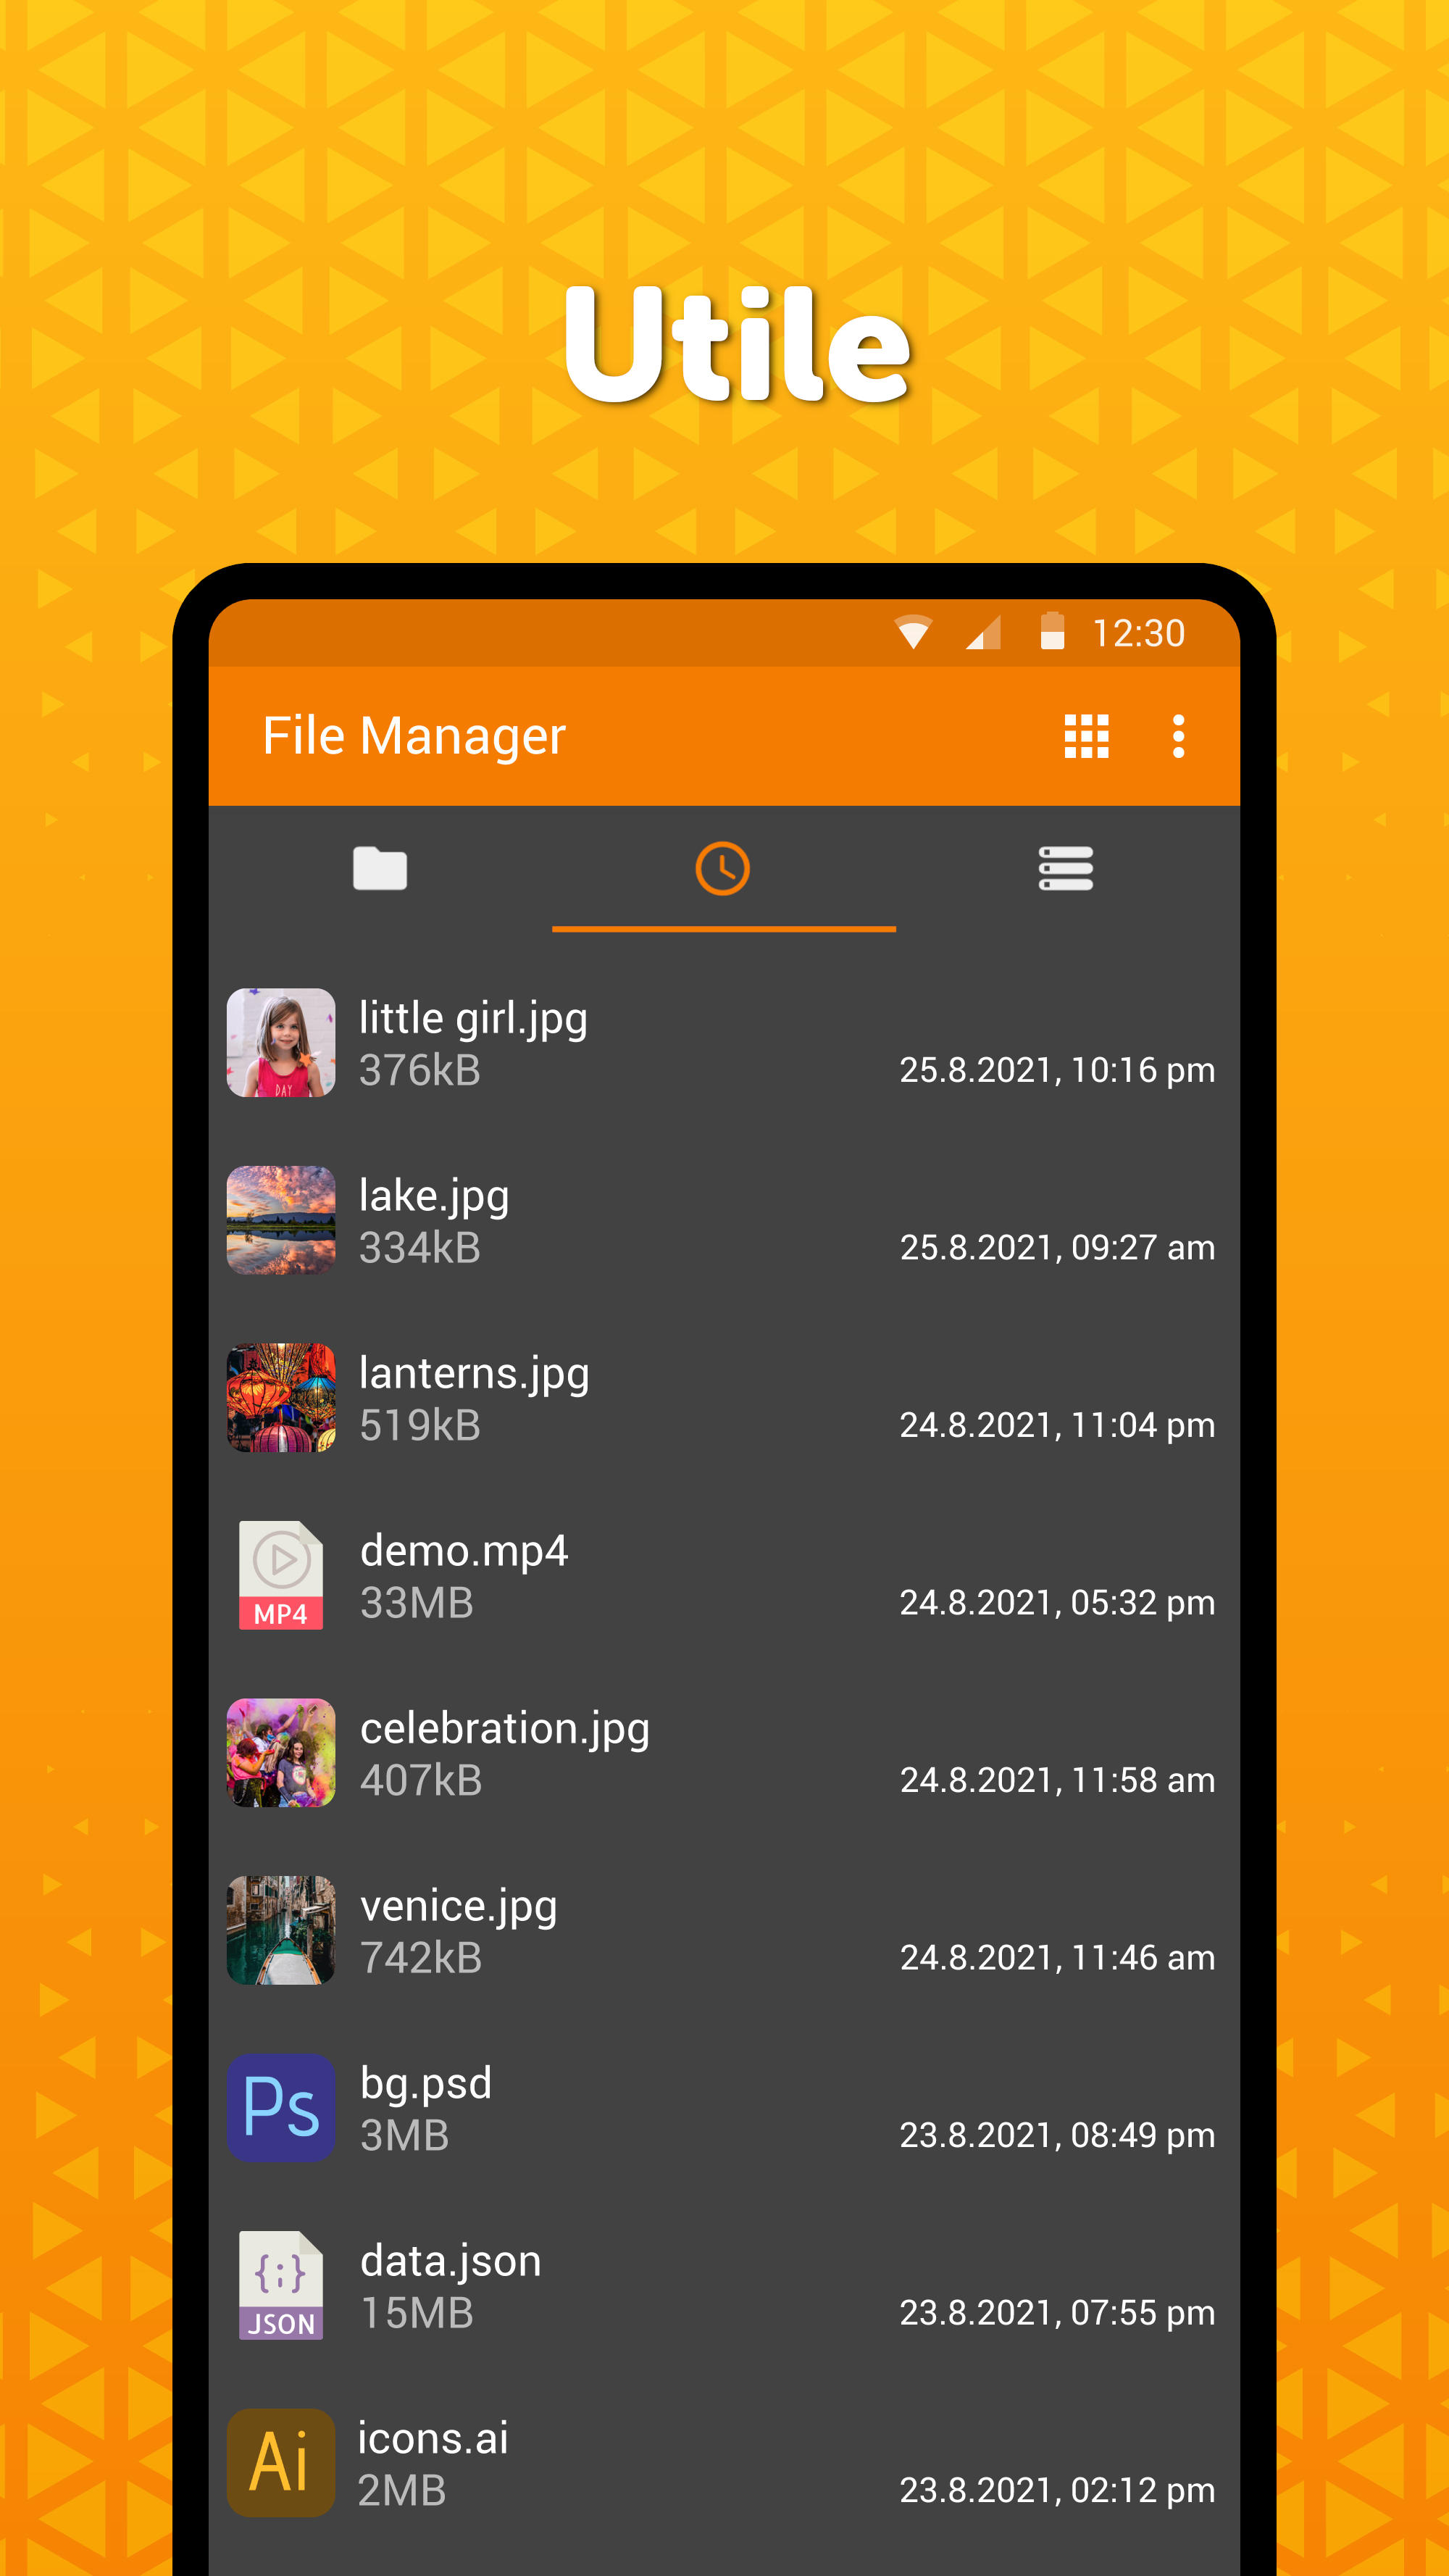 Utile
12:30
File Manager
little girl.jpg
376kB
25.8.2021, 10:16 pm
DAY
lake.jpg
334kB
25.8.2021, 09:27 am
lanterns.jpg
519kB
24.8.2021, 11:04 pm
demo.mp4
MP4
33MB
24.8.2021, 05:32 pm
celebration.jpg
407kB
24.8.2021, 11:58 am
venice.jpg
742kB
24.8.2021, 11:46 am
Ps
bg.psd
3MB
23.8.2021, 08:49 pm
{;}
data.json
JSON
15MB
23.8.2021, 07:55 pm
Ai
icons.ai
2MB
23.8.2021, 02:12 pm